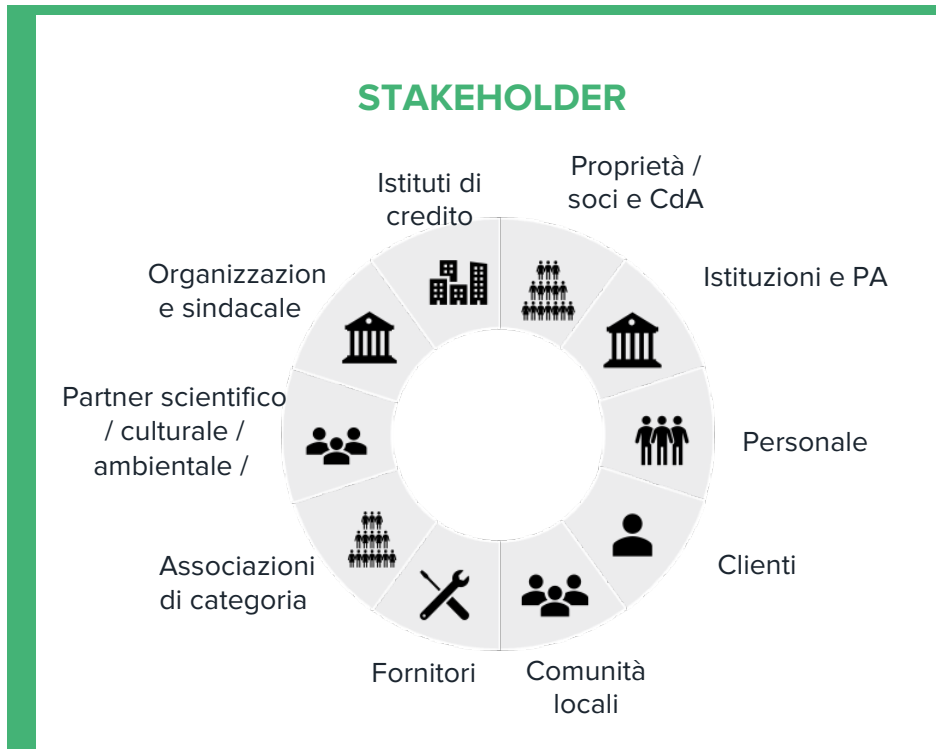 STAKEHOLDER
Proprietà /
soci e CdA
Istituzioni e PA
Personale
Clienti
Comunità
locali
Fornitori
Associazioni
di categoria
Partner scientifico
/ culturale /
ambientale /
Organizzazion
e sindacale
Istituti di
credito